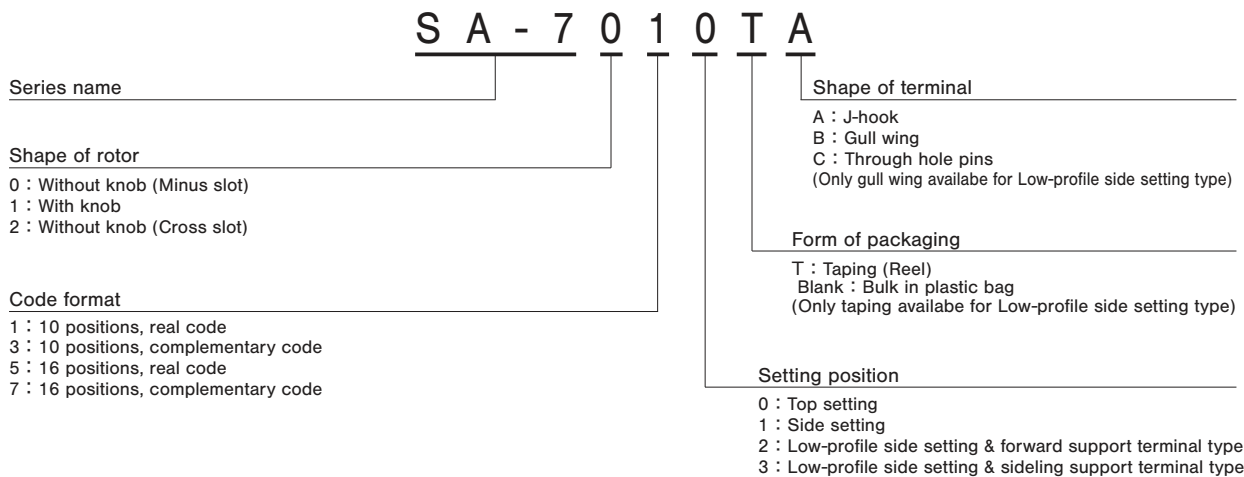 SA-7010TA
Series name
Shape of rotor
0：Without knob (Minus slot)
1：With knob
2：Without knob (Cross slot)
Code format
1：10 positions, real code
3：10 positions, complementary code
5：16 positions, real code
7：16 positions, complementary code
Shape of terminal
A：J-hook
B：Gull wing
C：Through hole pins
(Only gull wing availabe for Low-profile side setting type)
Form of packaging
T：Taping (Reel)
Blank：Bulk in plastic bag
(Only taping availabe for Low-profile side setting type)
Setting position
0：Top setting
1：Side setting
2：Low-profile side setting & forward support terminal type
3：Low-profile side setting & sideling support terminal type